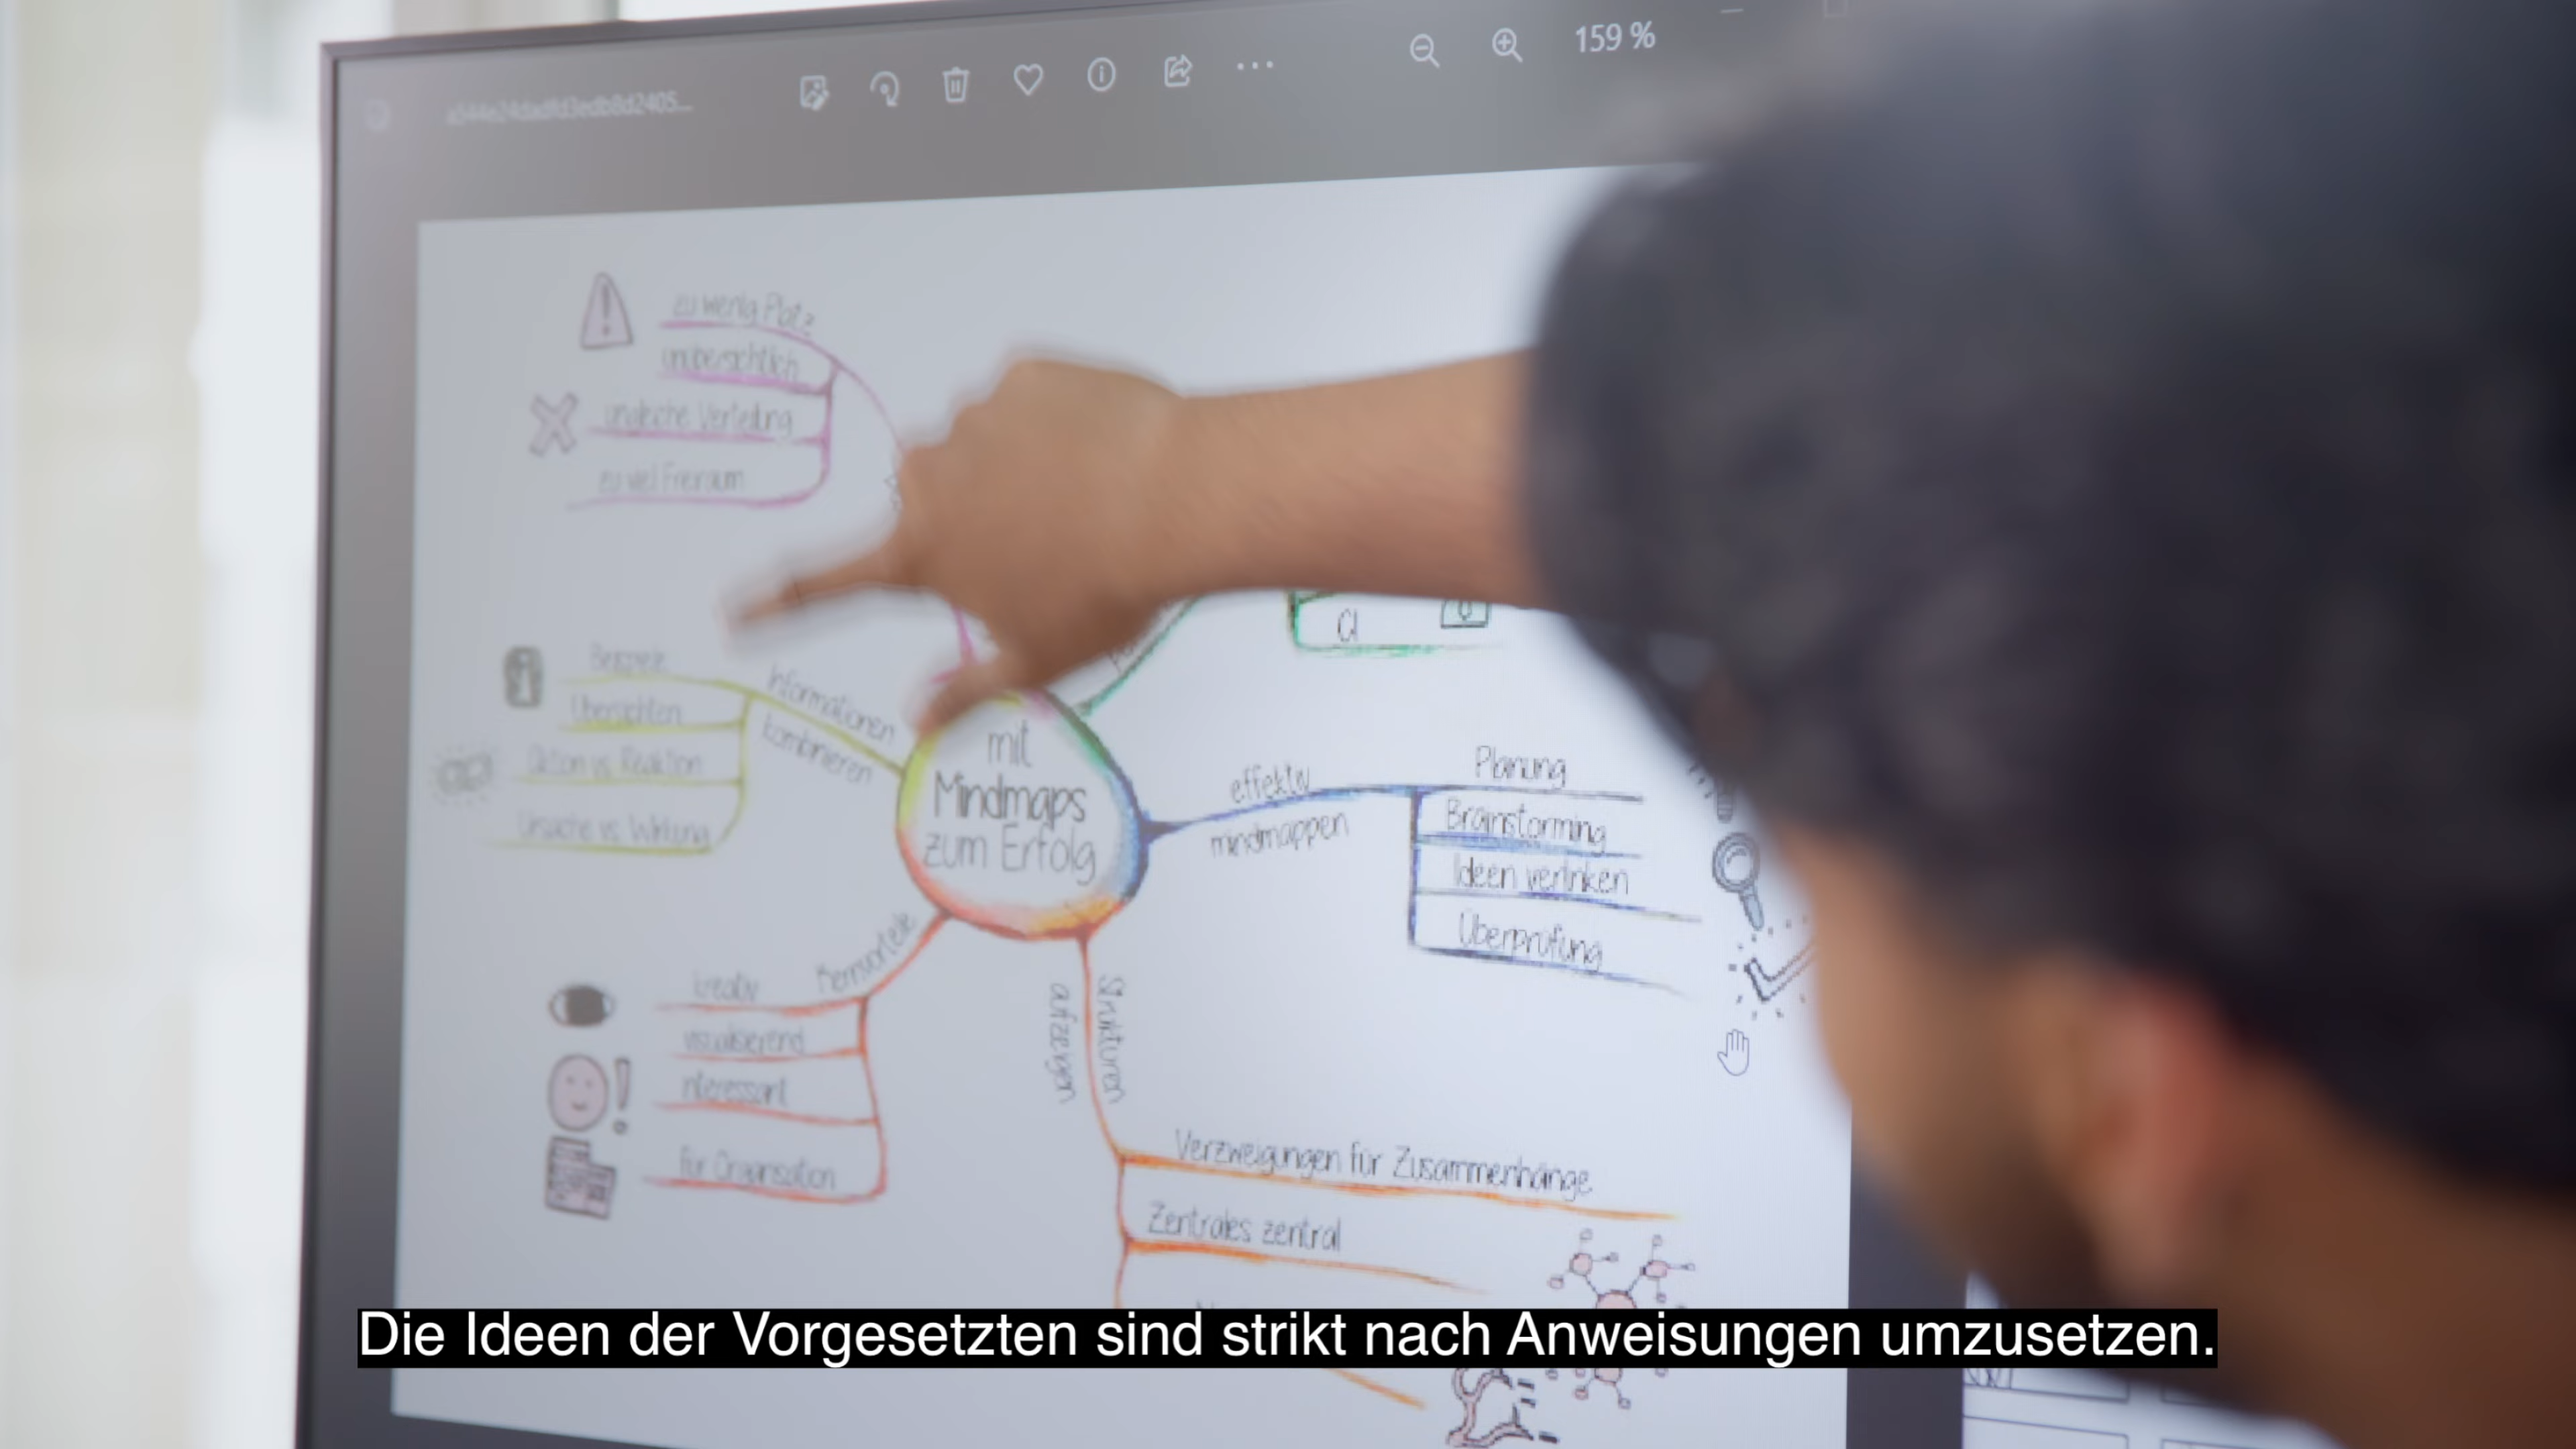 159 %
zu wenig Platz
unübersichtlich
ungleiche Verteilung
zu viel Freiraum
CI
Beispiele
Übersichten
Aktion vs. Reaktion
Ursache vs. Wirkung
Informationen
kombinieren
mit
Mindmaps
zum Erfolg
effektiv
mindmappen
Planung
Brainstorming
Ideen verlinken
Überprüfung
kreativ
visualisierend
interessant
für Organisation
Strukturen
aufzeigen
Verzweigungen für Zusammenhänge
Zentrales zentral
Die Ideen der Vorgesetzten sind strikt nach Anweisungen umzusetzen.